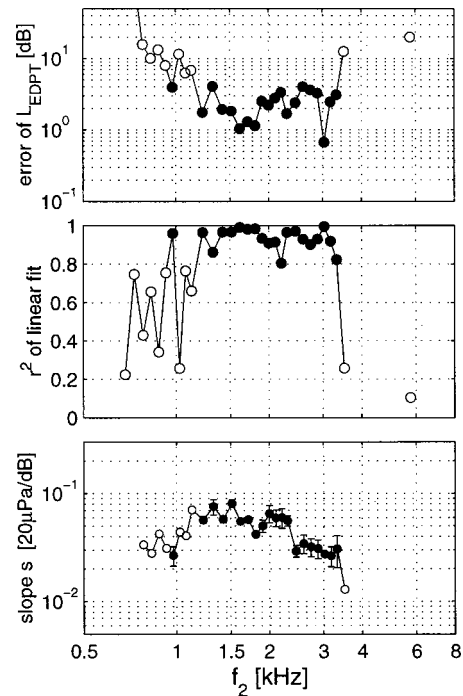 error of L_EDPT [dB]
10¹
10⁰
10⁻¹
r² of linear fit
1
0.8
0.6
0.4
0.2
0
slope s [20μPa/dB]
10⁻¹
10⁻²
0.5 1 1.5 2 3 4 6 8
f₂ [kHz]